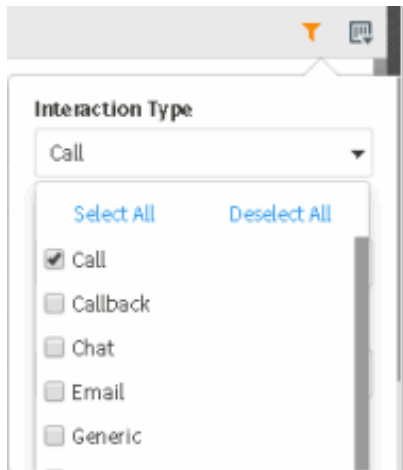 Interaction Type
Call
Select All Deselect All
Call
Callback
Chat
Email
Generic